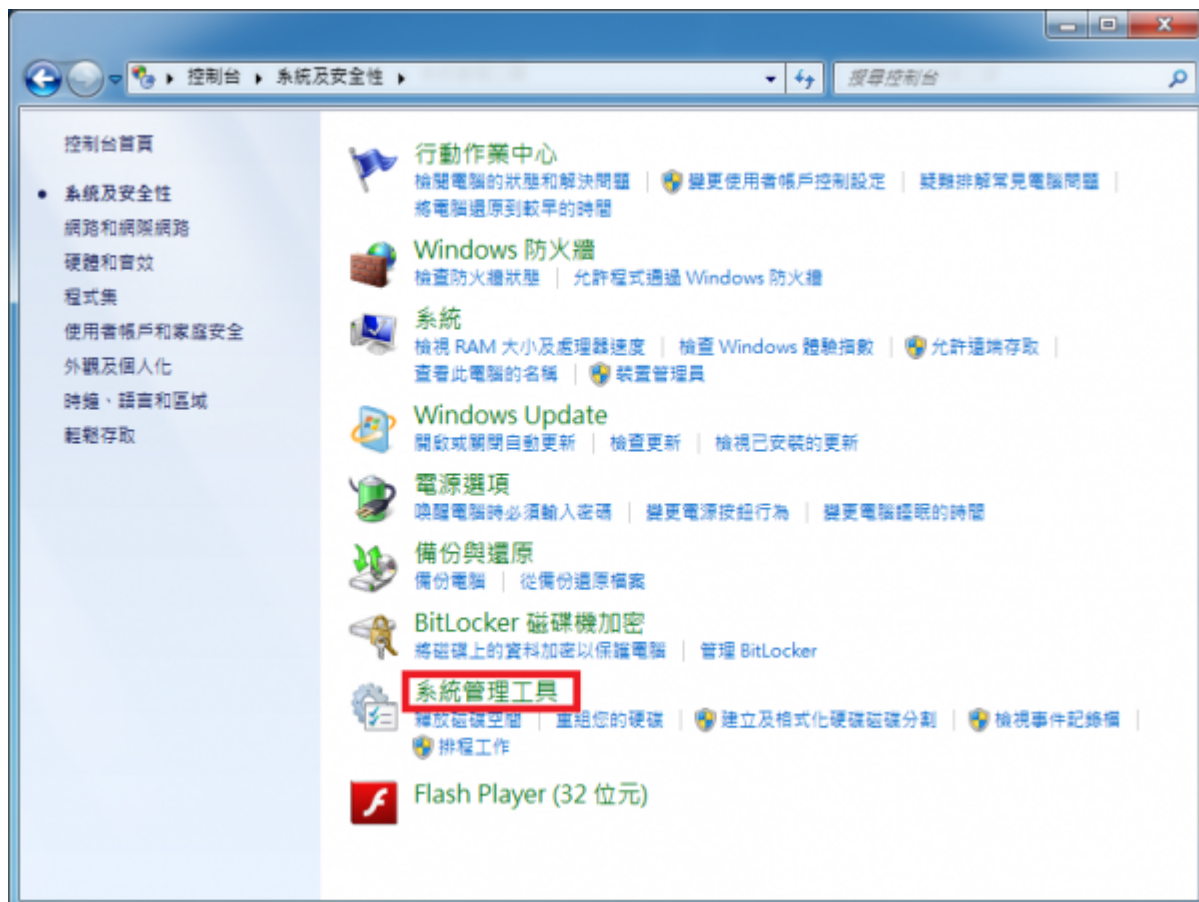 控制台 ▸ 系統及安全性 ▸
搜尋控制台
控制台首頁
系統及安全性
網路和網際網路
硬體和音效
程式集
使用者帳戶和家庭安全
外觀及個人化
時鐘、語言和區域
輕鬆存取
行動作業中心
檢閱電腦的狀態和解決問題 | 變更使用者帳戶控制設定 | 疑難排解常見電腦問題 |
將電腦還原到較早的時間
Windows 防火牆
檢查防火牆狀態 | 允許程式通過 Windows 防火牆
系統
檢視 RAM 大小及處理器速度 | 檢查 Windows 體驗指數 | 允許遠端存取 |
查看此電腦的名稱 | 裝置管理員
Windows Update
開啟或關閉自動更新 | 檢查更新 | 檢視已安裝的更新
電源選項
喚醒電腦時必須輸入密碼 | 變更電源按鈕行為 | 變更電腦睡眠的時間
備份與還原
備份電腦 | 從備份還原檔案
BitLocker 磁碟機加密
將磁碟上的資料加密以保護電腦 | 管理 BitLocker
系統管理工具
釋放磁碟空間 | 重組您的硬碟 | 建立及格式化硬碟磁碟分割 | 檢視事件記錄檔 |
排程工作
Flash Player (32 位元)